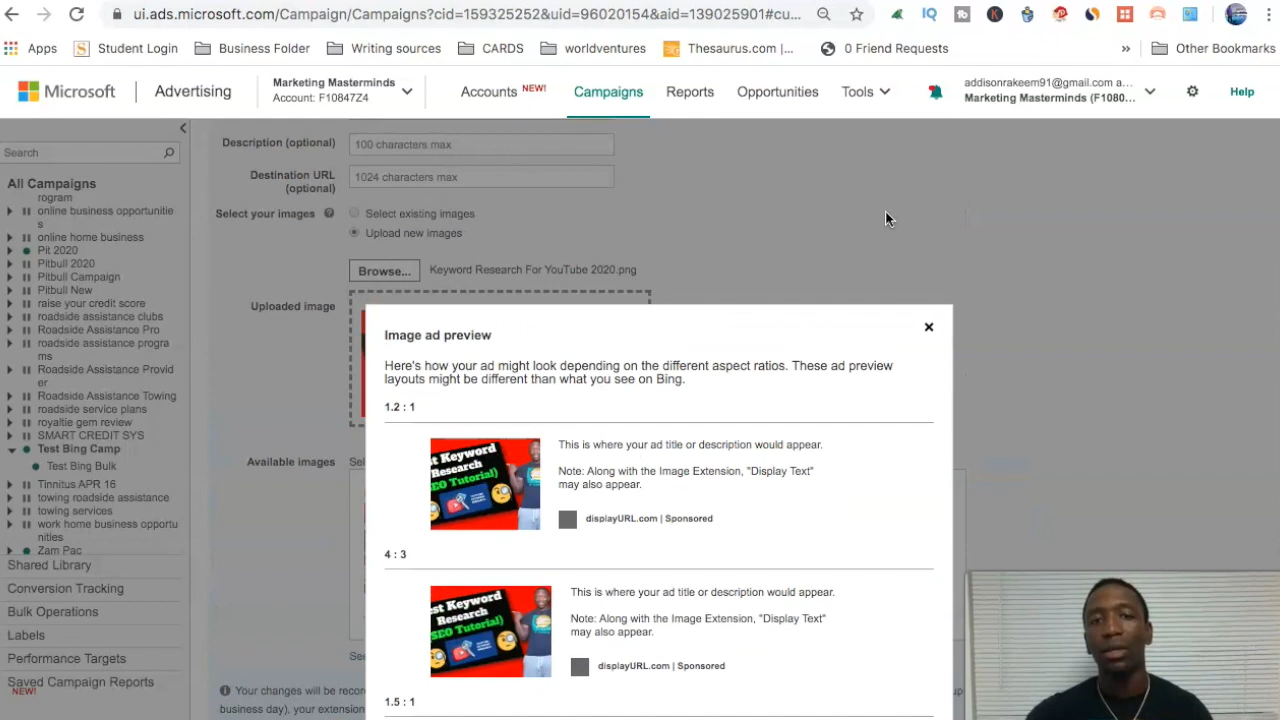 ui.ads.microsoft.com/Campaign/Campaigns?cid=159325252&uid=96020154&aid=139025901#cu...
Apps
Student Login
Business Folder
Writing sources
CARDS
worldventures
Thesaurus.com |...
0 Friend Requests
»
Other Bookmarks
Microsoft
Advertising
Marketing Masterminds
Account: F10847Z4
Accounts NEW!
Campaigns
Reports
Opportunities
Tools
addisonrakeem91@gmail.com a...
Marketing Masterminds (F1080...
Help
Search
All Campaigns
rogram
online business opportunitie
s
online home business
Pit 2020
Pitbull 2020
Pitbull Campaign
Pitbull New
raise your credit score
roadside assistance clubs
Roadside Assistance Pro
roadside assistance progra
ms
Roadside Assistance Provid
er
Roadside Assistance Towing
roadside service plans
royaltie gem review
SMART CREDIT SYS
Test Bing Camp
Test Bing Bulk
Tinnitus APR 16
towing roadside assistance
towing services
work home business opportu
nities
Zam Pac
Shared Library
Conversion Tracking
Bulk Operations
Labels
Performance Targets
Saved Campaign Reports
NEW!
Description (optional)
100 characters max
Destination URL
(optional)
1024 characters max
Select your images
Select existing images
Upload new images
Browse...
Keyword Research For YouTube 2020.png
Uploaded image
Available images
Sel
Image ad preview
×
Here's how your ad might look depending on the different aspect ratios. These ad preview
layouts might be different than what you see on Bing.
1.2 : 1
st Keyword
Research
SEO Tutorial)
This is where your ad title or description would appear.
Note: Along with the Image Extension, "Display Text"
may also appear.
displayURL.com | Sponsored
4 : 3
st Keyword
Research
SEO Tutorial)
This is where your ad title or description would appear.
Note: Along with the Image Extension, "Display Text"
may also appear.
displayURL.com | Sponsored
1.5 : 1
Your changes will be recor
business day), your extension
up